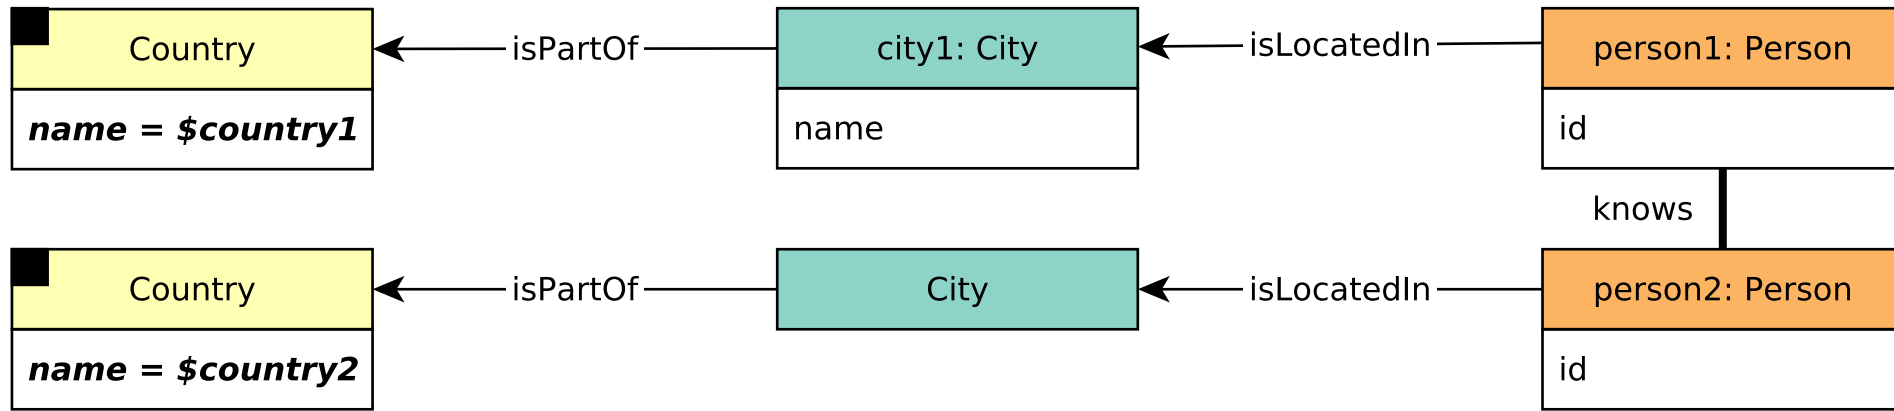 Country isPartOf city1: City isLocatedIn person1: Person
name = $country1 name id
knows
Country isPartOf City isLocatedIn person2: Person
name = $country2 id